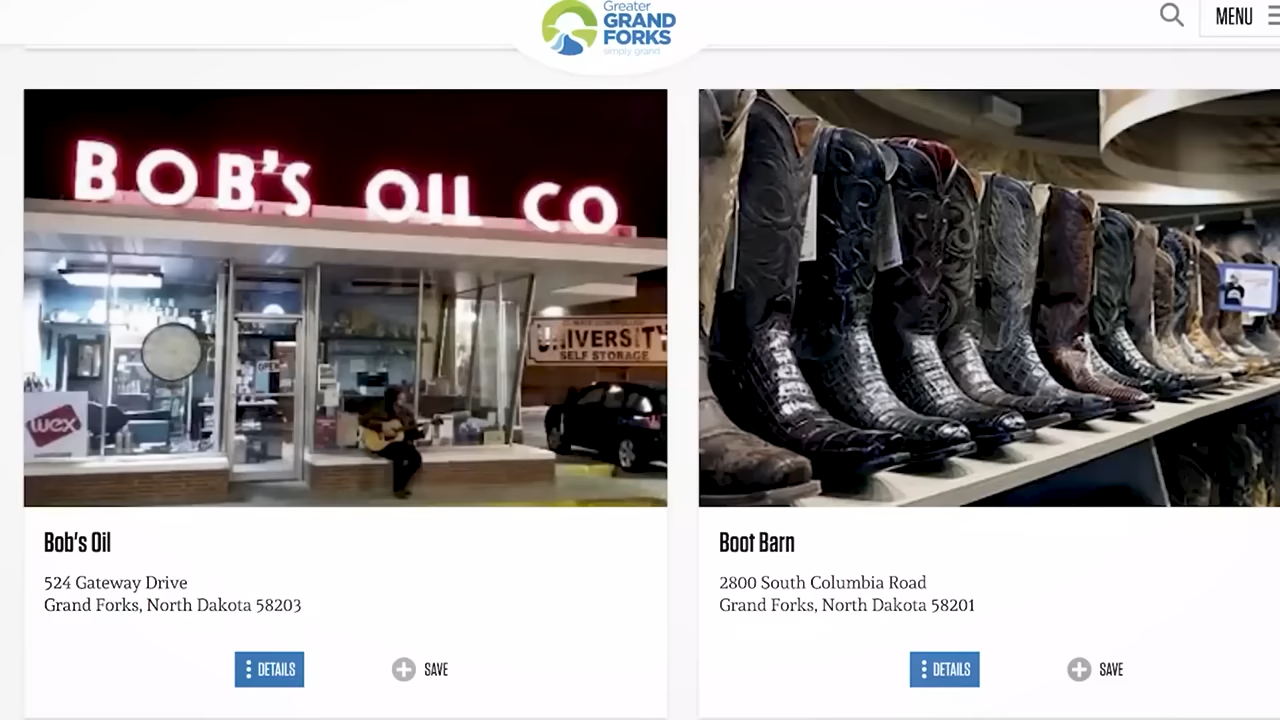 Greater
GRAND
FORKS
simply grand
MENU
BOB'S OIL CO
UNIVERSITY
SELF STORAGE
OPEN
wex
Bob's Oil
524 Gateway Drive
Grand Forks, North Dakota 58203
DETAILS
SAVE
Boot Barn
2800 South Columbia Road
Grand Forks, North Dakota 58201
DETAILS
SAVE